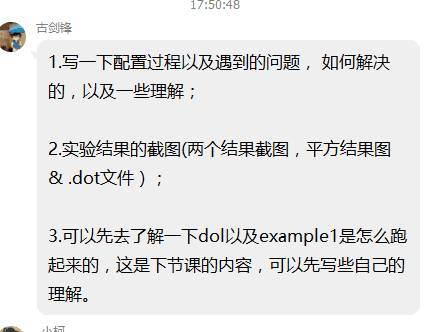 17:50:48
古剑锋
1.写一下配置过程以及遇到的问题， 如何解决
的，以及一些理解；
2.实验结果的截图(两个结果截图，平方结果图
& .dot文件）；
3.可以先去了解一下dol以及example1是怎么跑
起来的，这是下节课的内容，可以先写些自己的
理解。
小柯